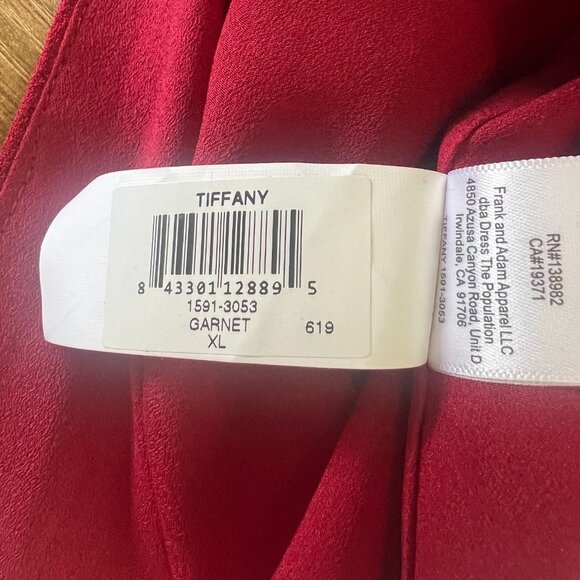 TIFFANY
8 43301 12889 5
1591-3053
GARNET 619
XL
RN#138982
CA#19371
Frank and Adam Apparel LLC
dba Dress The Population
4850 Azusa Canyon Road, Unit D
Irwindale, CA 91706
TIFFANY 1591-3053